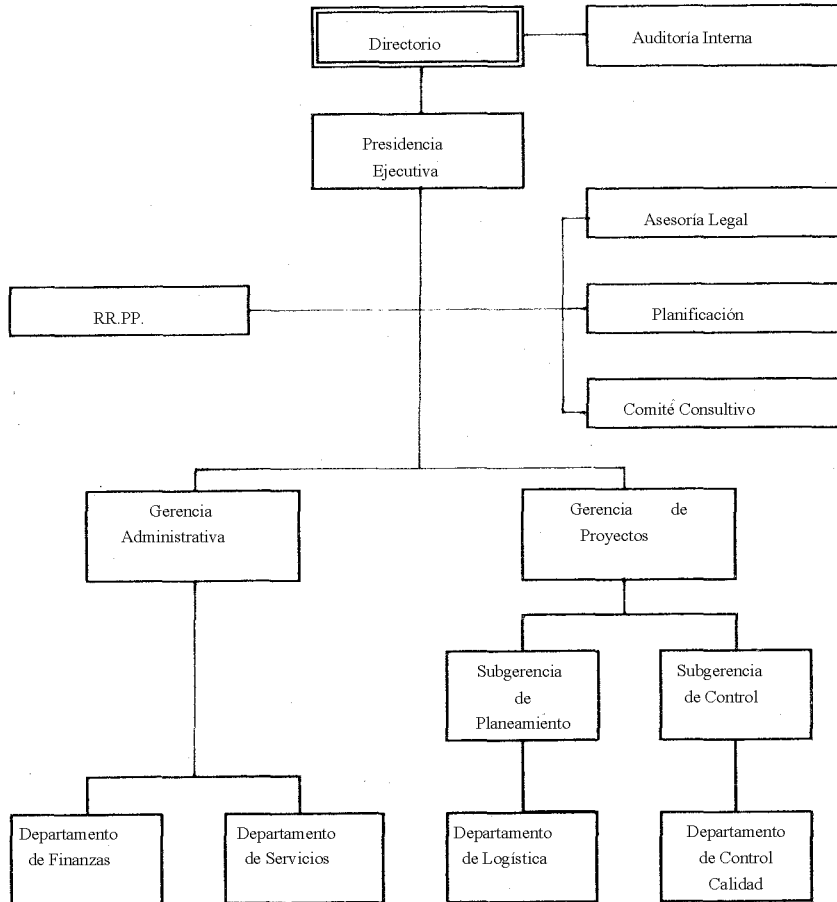 Directorio
Auditoría Interna
Presidencia
Ejecutiva
Asesoría Legal
RR.PP.
Planificación
Comité Consultivo
Gerencia
Administrativa
Gerencia de
Proyectos
Subgerencia
de
Planeamiento
Subgerencia
de Control
Departamento
de Finanzas
Departamento
de Servicios
Departamento
de Logística
Departamento
de Control
Calidad